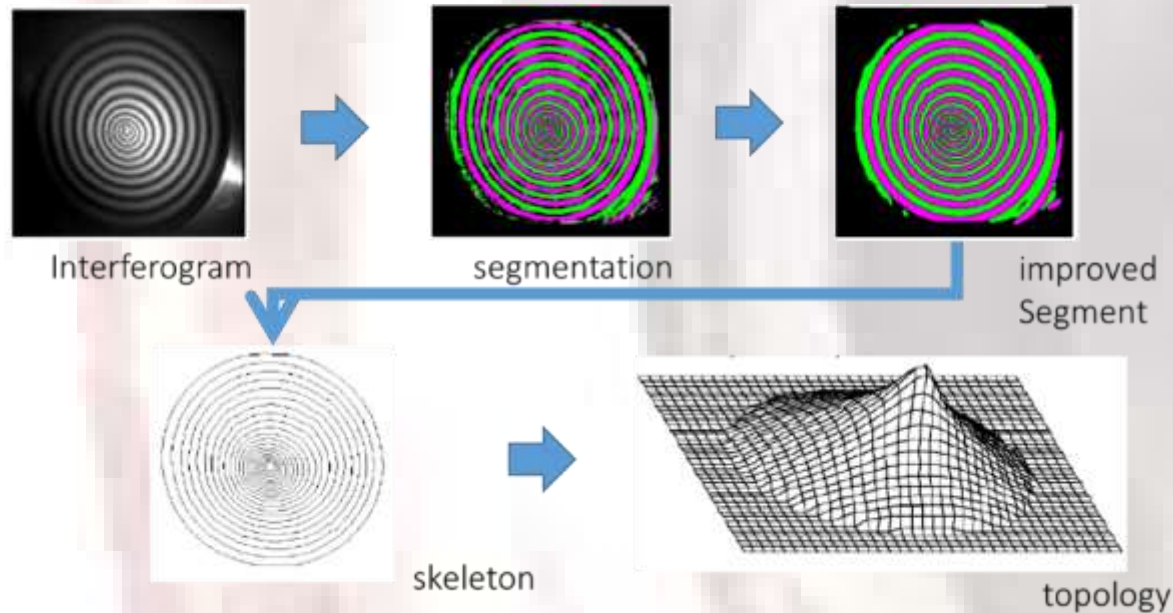 Interferogram
segmentation
improved
Segment
skeleton
topology